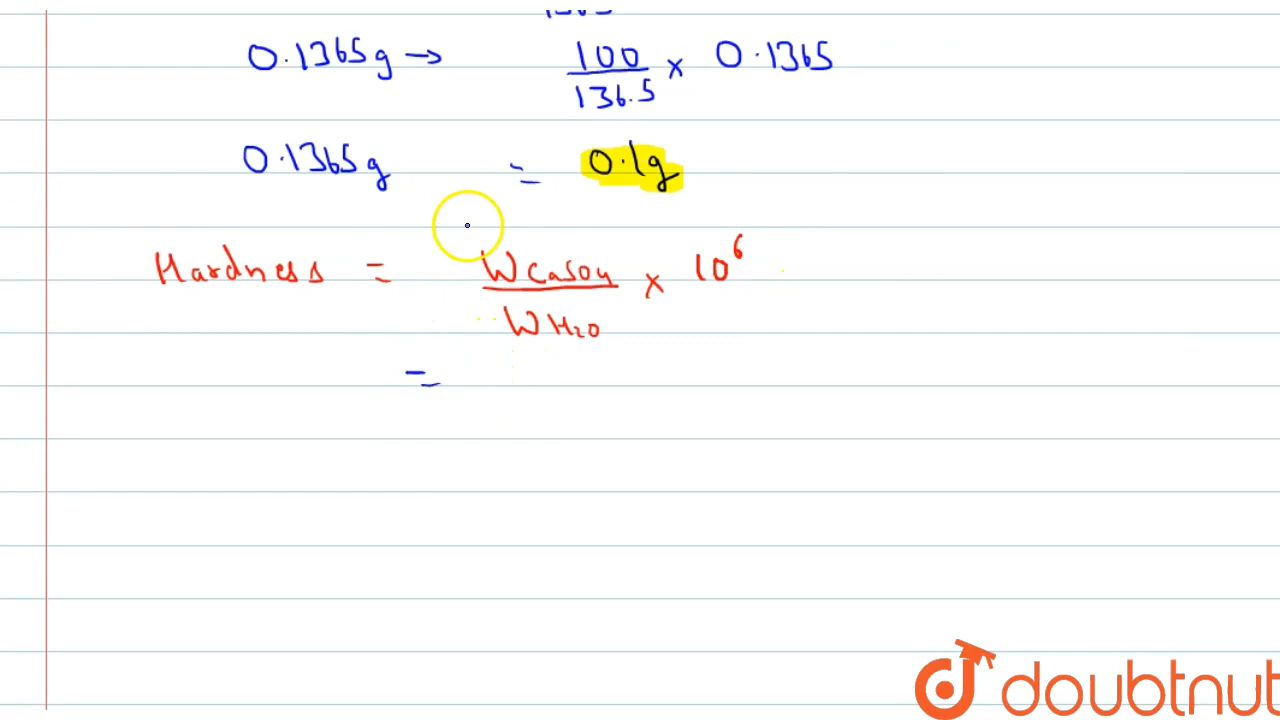 0.1365g → 100/136.5 × 0.1365
0.1365g = 0.1g
Hardness = WCaSO4/WH2O × 10^6
=
doubtnut